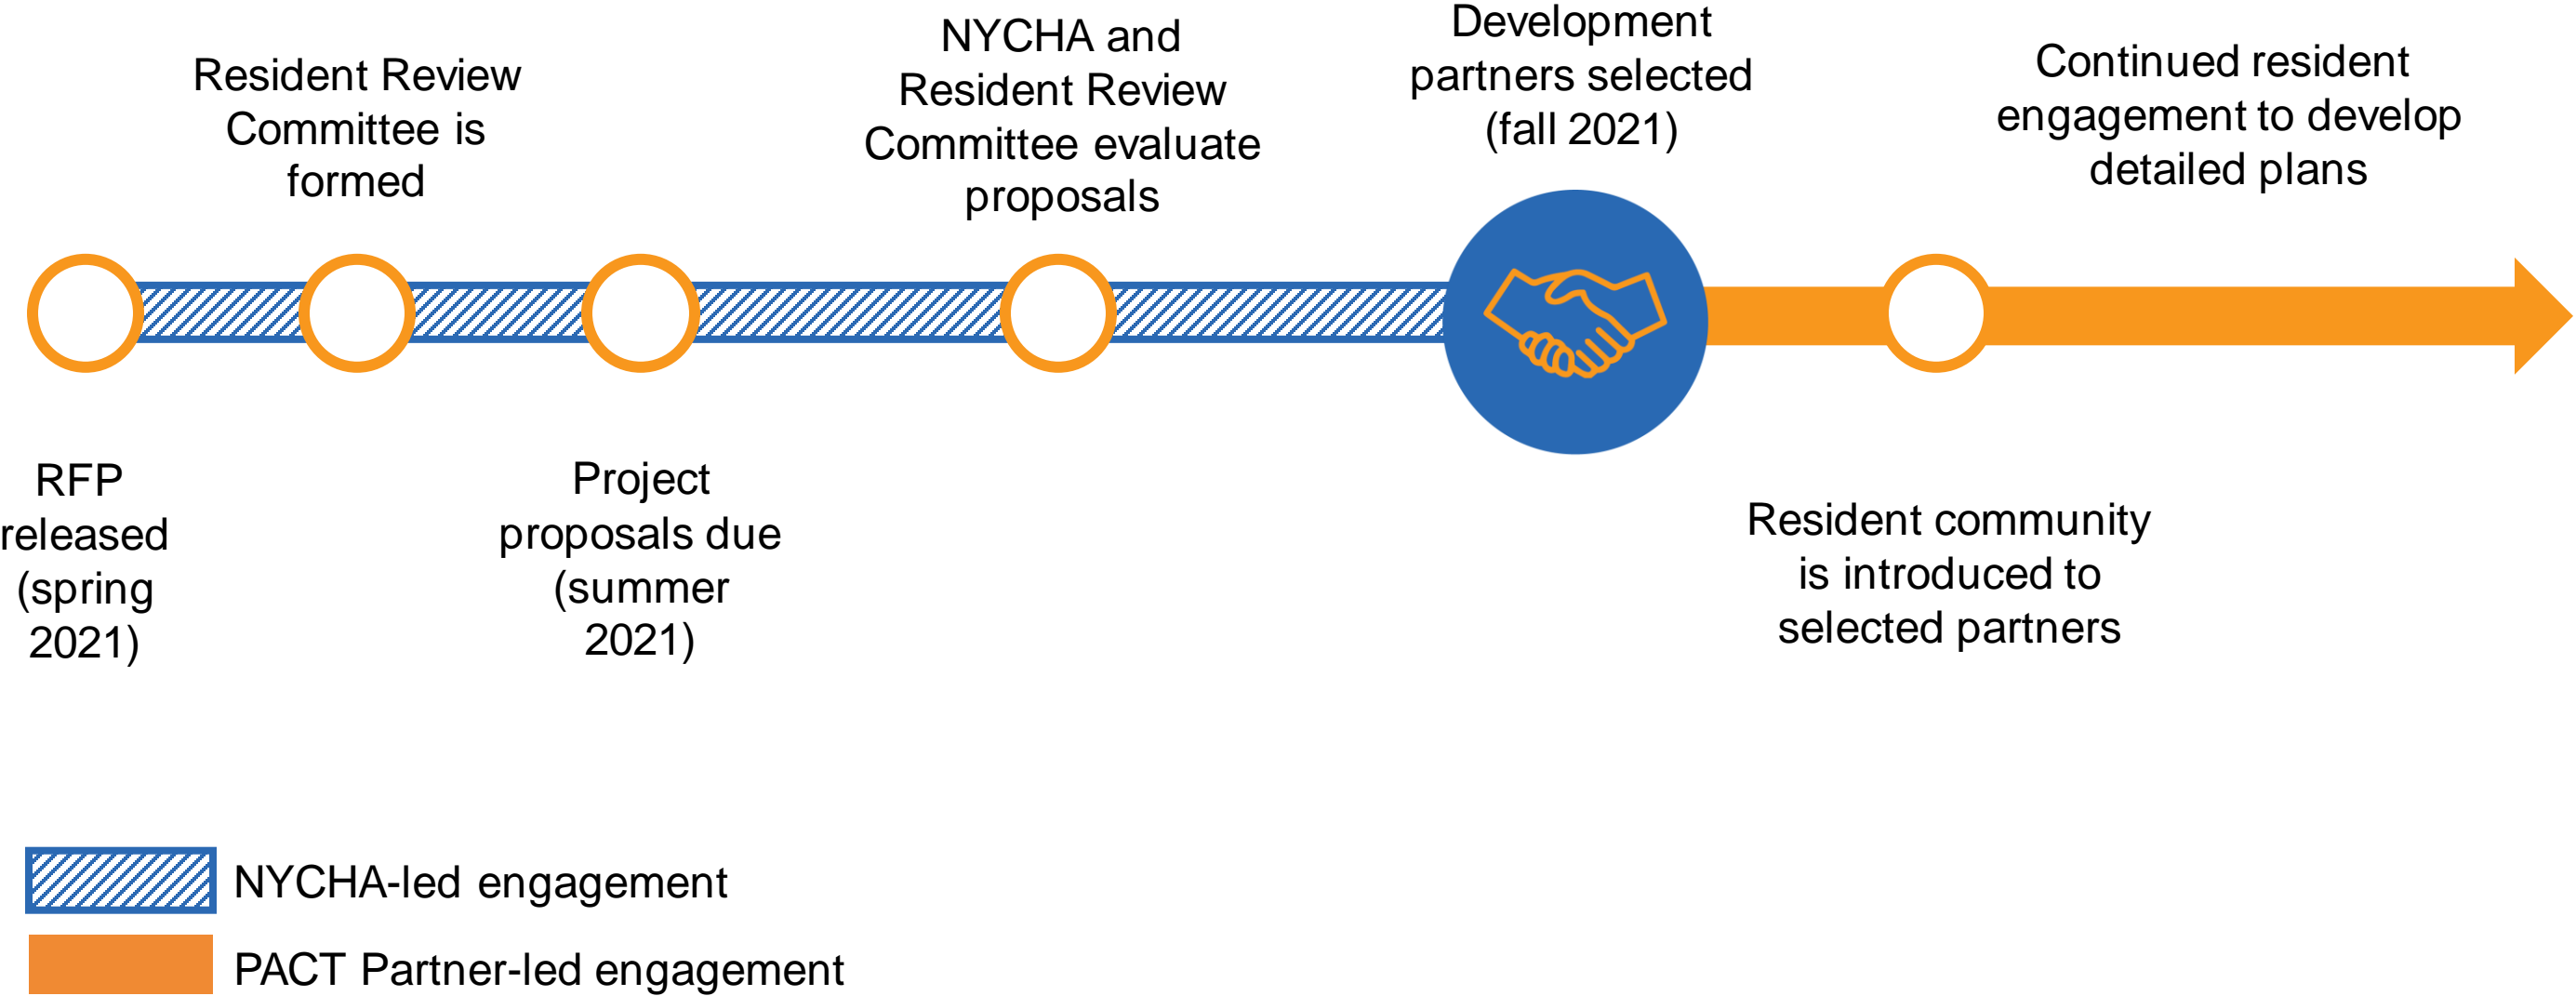 Resident Review
Committee is
formed
NYCHA and
Resident Review
Committee evaluate
proposals
Development
partners selected
(fall 2021)
Continued resident
engagement to develop
detailed plans
RFP
released
(spring
2021)
Project
proposals due
(summer
2021)
Resident community
is introduced to
selected partners
NYCHA-led engagement
PACT Partner-led engagement